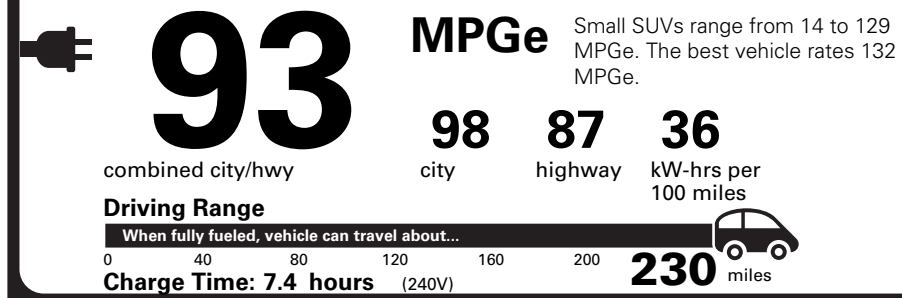 93
MPGe
Small SUVs range from 14 to 129
MPGe. The best vehicle rates 132
MPGe.
98 87 36
combined city/hwy city highway kW-hrs per
100 miles
Driving Range
When fully fueled, vehicle can travel about...
0 40 80 120 160 200 230 miles
Charge Time: 7.4 hours (240V)